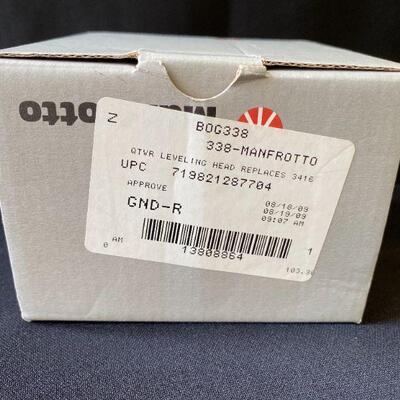 Manfrotto
Z
BOG338
338-MANFROTTO
QTVR LEVELING HEAD REPLACES 3416
UPC 719821287704
APPROVE
08/18/09
08/19/09
09:07 AM
GND-R
AM
0
1
13808864